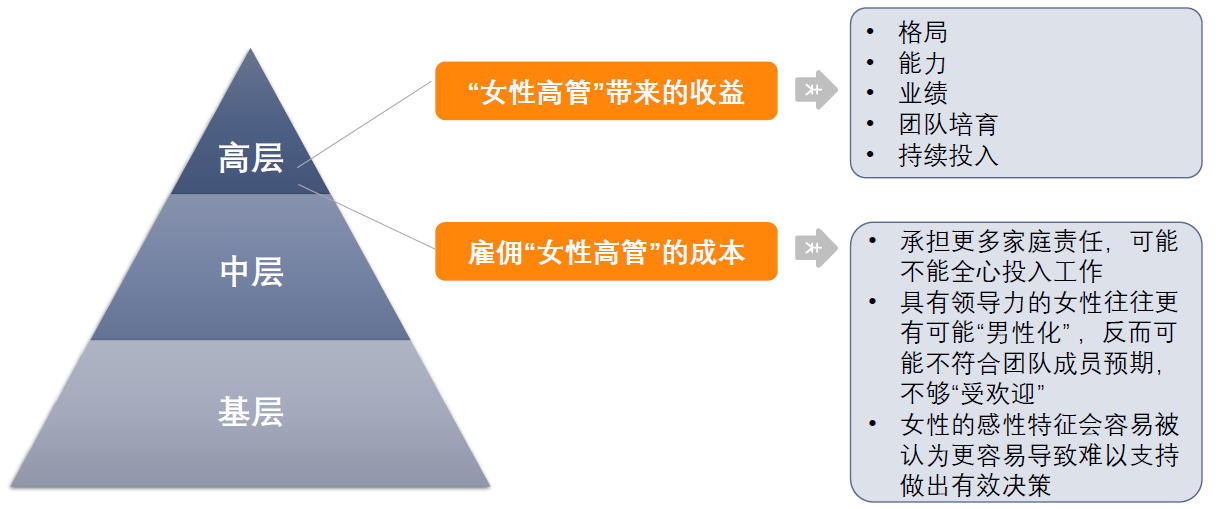 高层
中层
基层
“女性高管”带来的收益
关
• 格局
• 能力
• 业绩
• 团队培育
• 持续投入
雇佣“女性高管”的成本
关
• 承担更多家庭责任，可能
不能全心投入工作
• 具有领导力的女性往往更
有可能“男性化”，反而可
能不符合团队成员预期，
不够“受欢迎”
• 女性的感性特征会容易被
认为更容易导致难以支持
做出有效决策